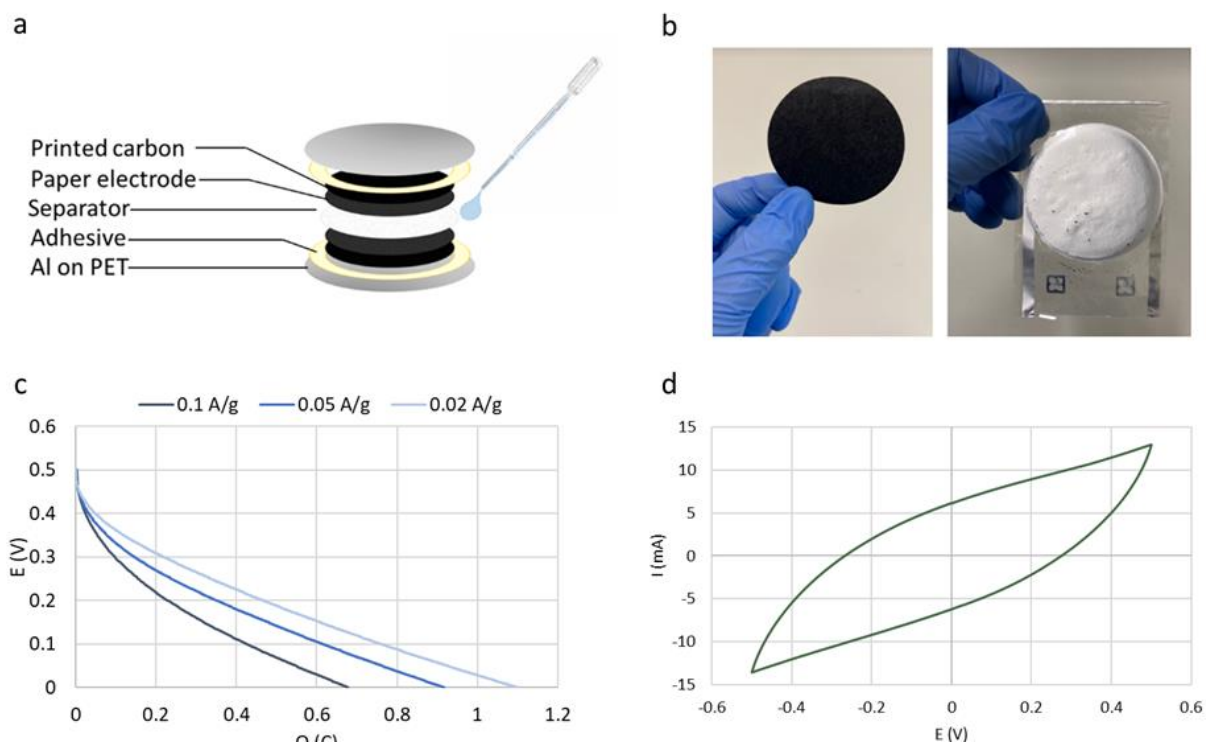 a
Printed carbon
Paper electrode
Separator
Adhesive
Al on PET
b
c
0.1 A/g 0.05 A/g 0.02 A/g
0.6
0.5
0.4
0.3
0.2
0.1
0
E (V)
0 0.2 0.4 0.6 0.8 1 1.2
d
15
10
5
0
-5
-10
-15
I (mA)
-0.6 -0.4 -0.2 0 0.2 0.4 0.6
E (V)